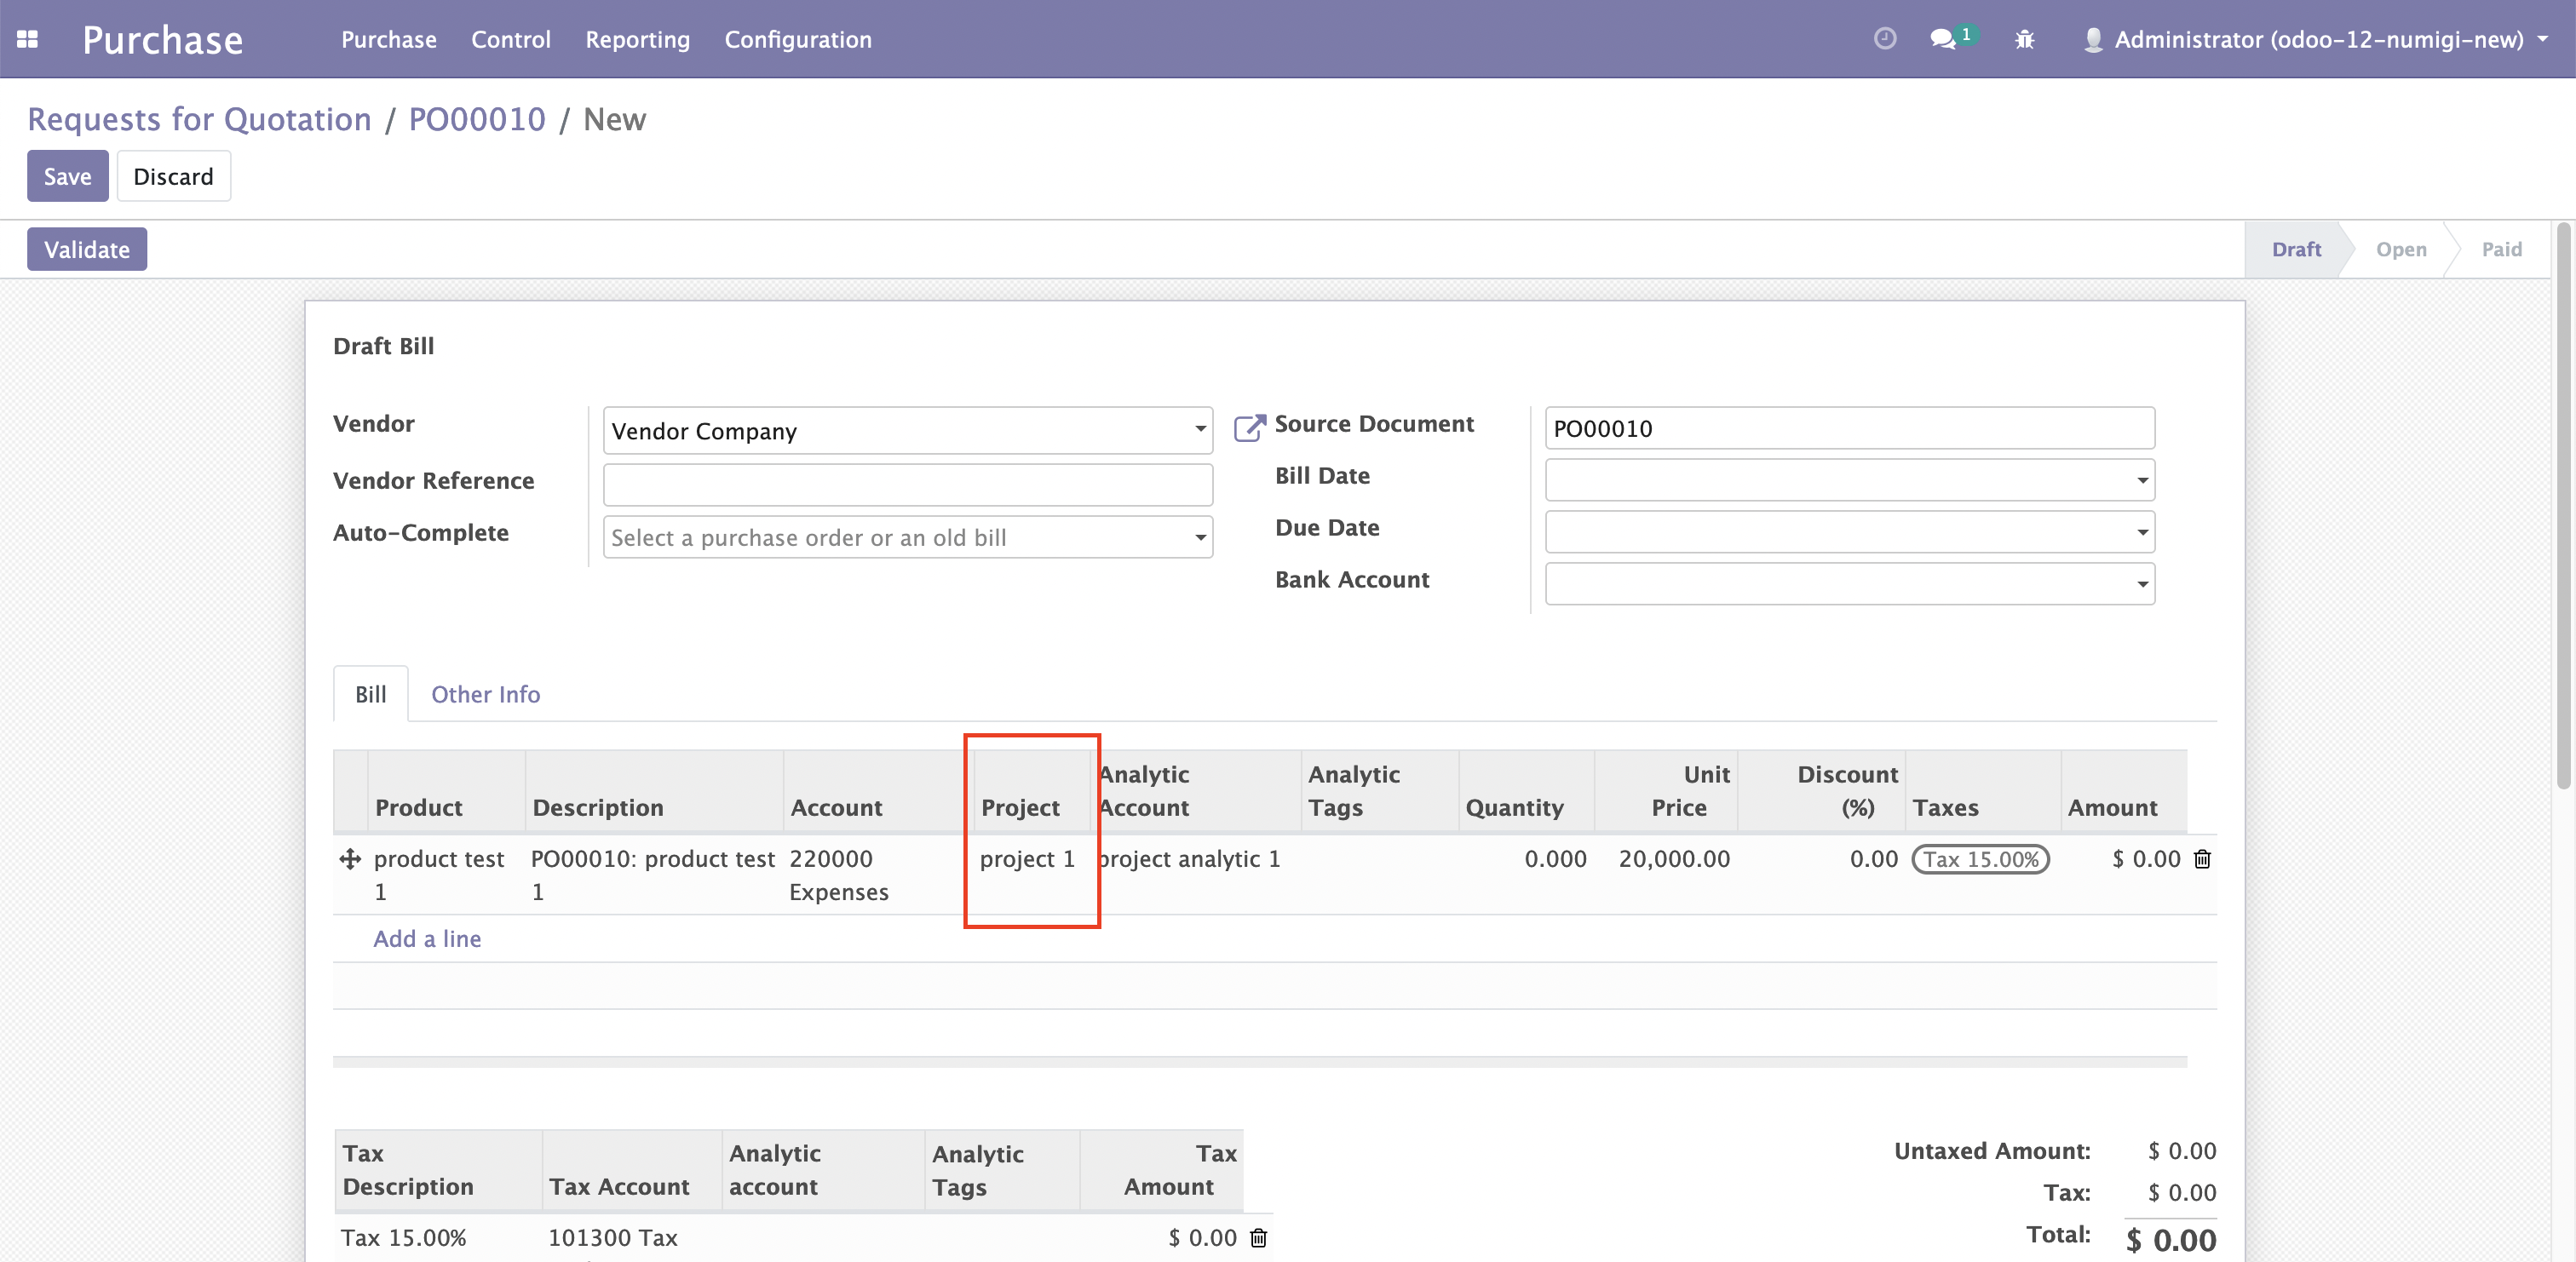 Purchase Purchase Control Reporting Configuration 1 Administrator (odoo-12-numigi-new)
Requests for Quotation / PO00010 / New
Save Discard
Validate Draft Open Paid
Draft Bill
Vendor Vendor Company Source Document PO00010
Vendor Reference Bill Date
Auto-Complete Select a purchase order or an old bill Due Date
Bank Account
Bill Other Info
Product Description Account Project Analytic Account Analytic Tags Quantity Unit Price Discount (%) Taxes Amount
product test 1 PO00010: product test 1 220000 Expenses project 1 project analytic 1 0.000 20,000.00 0.00 Tax 15.00% $ 0.00
Add a line
Tax Description Tax Account Analytic account Analytic Tags Tax Amount
Tax 15.00% 101300 Tax $ 0.00
Untaxed Amount: $ 0.00
Tax: $ 0.00
Total: $ 0.00